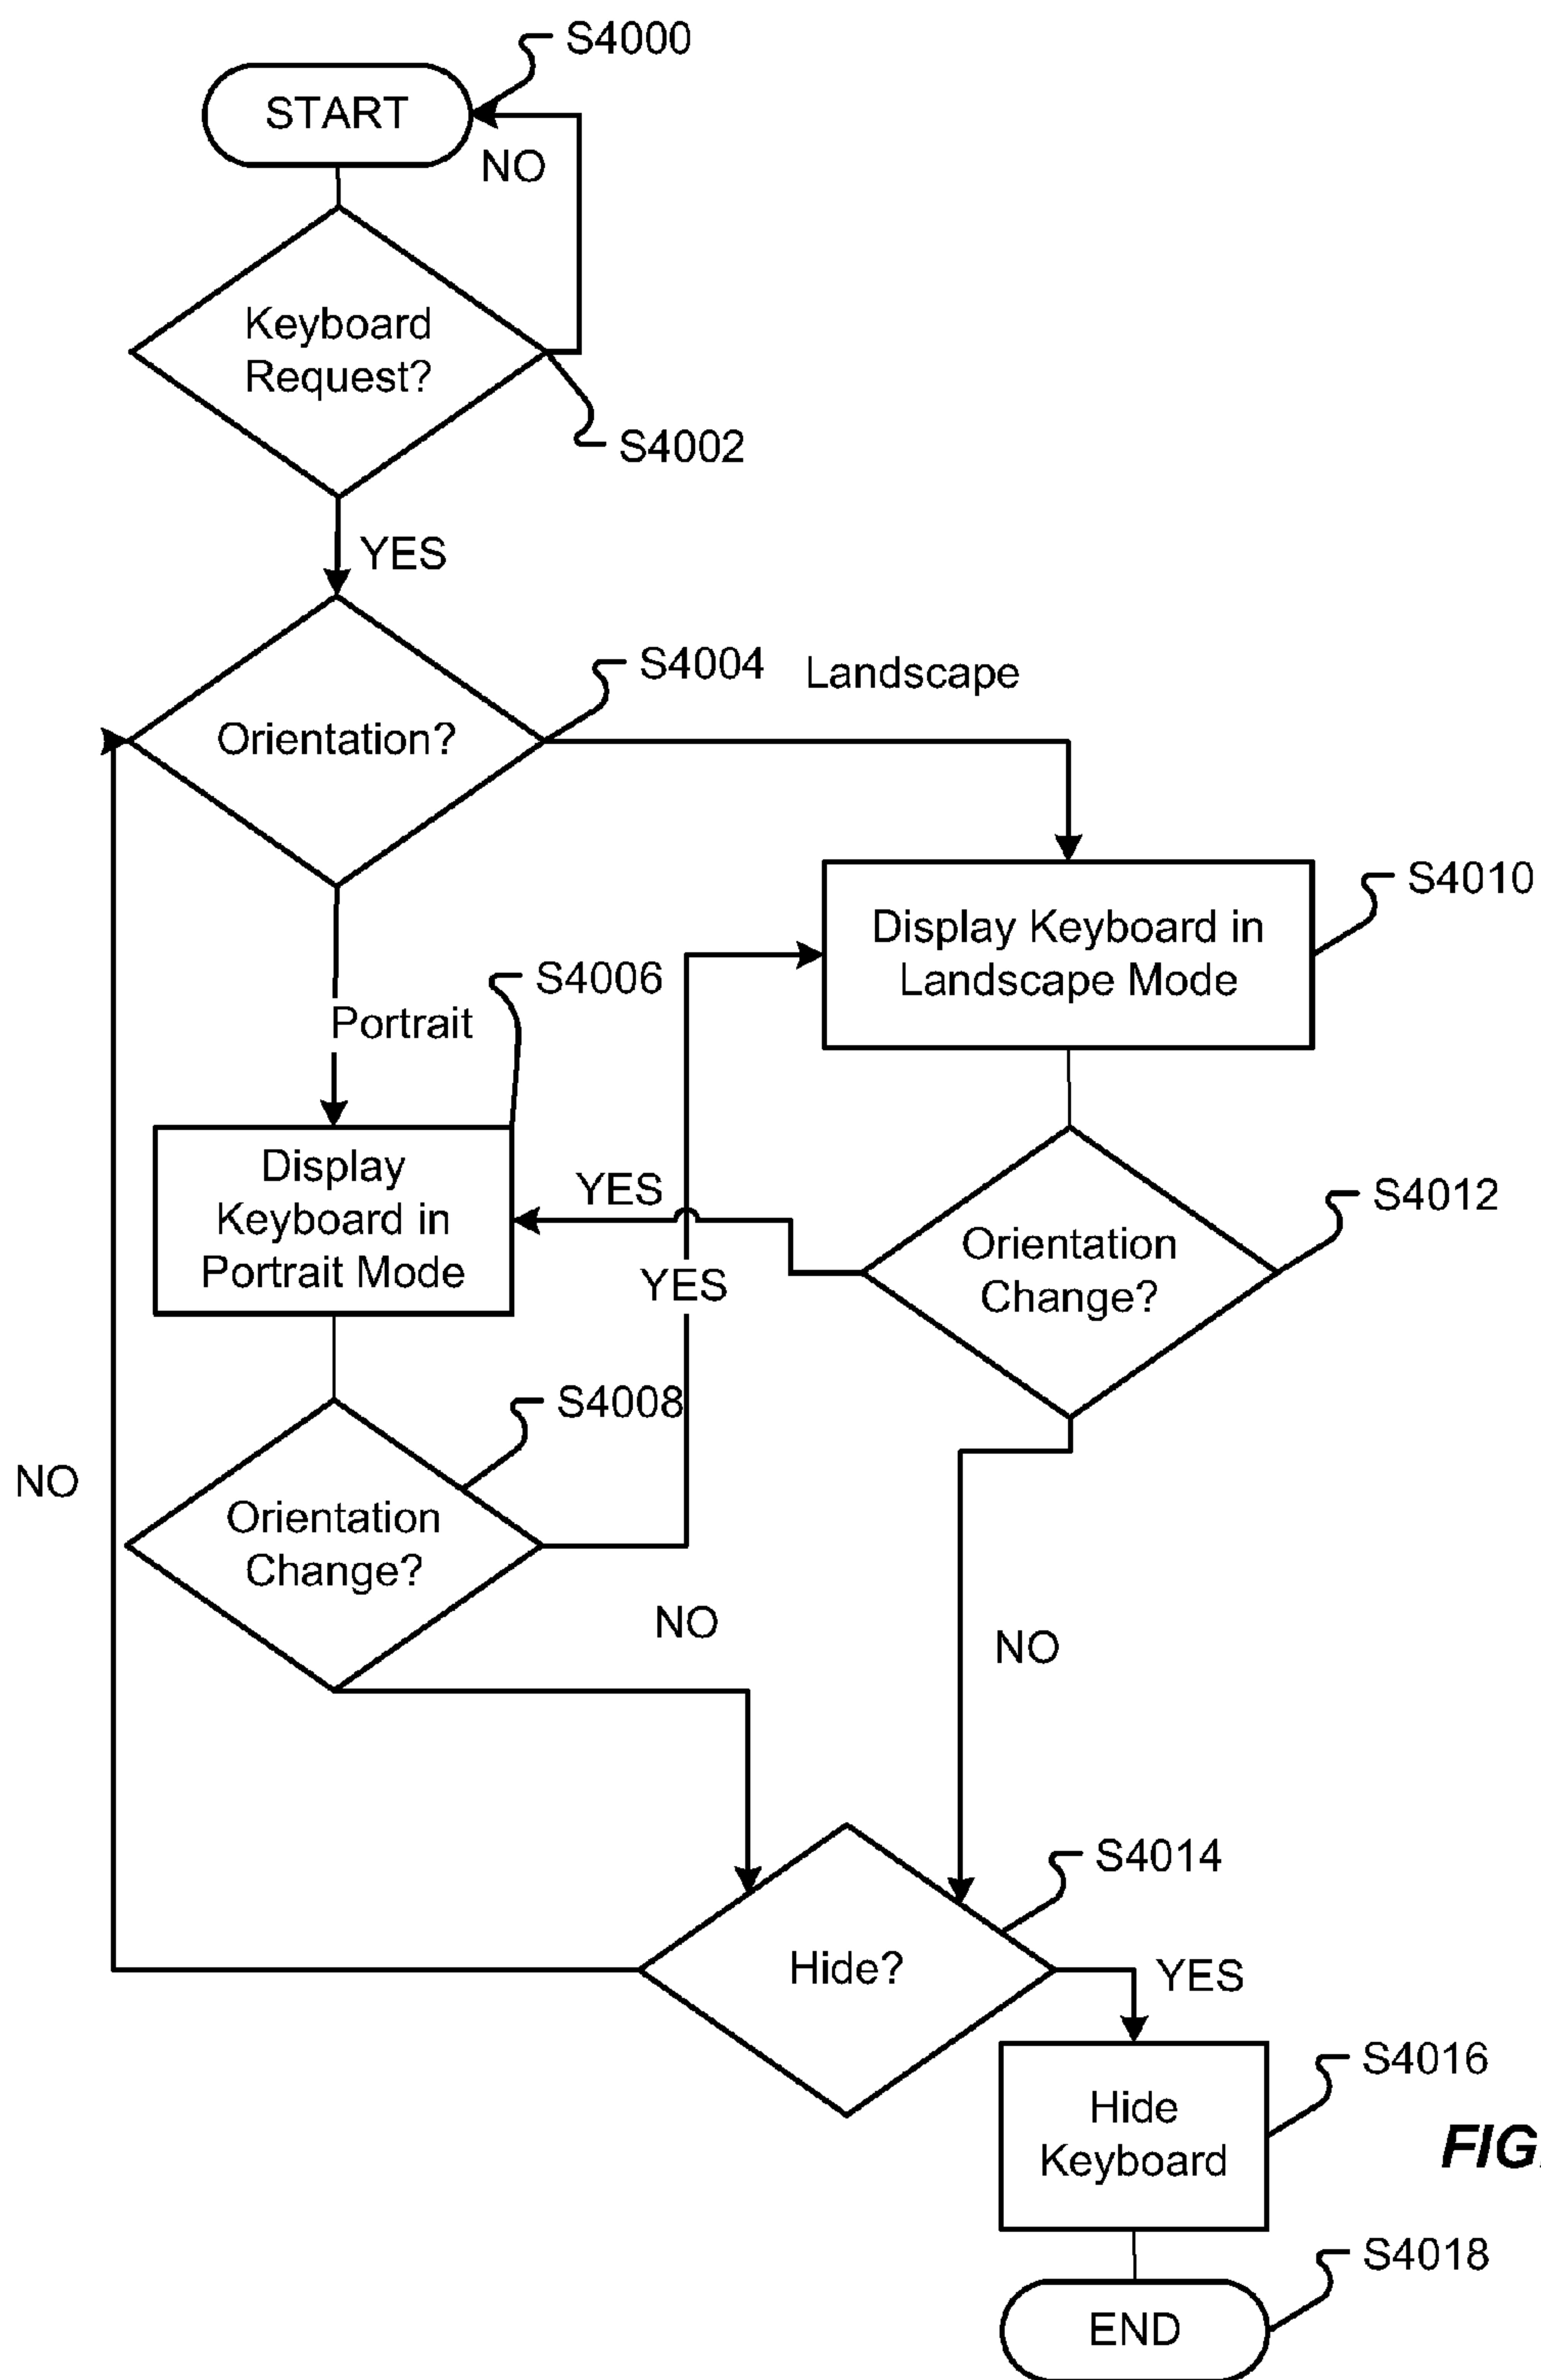 S4000
START
NO
Keyboard
Request?
S4002
YES
S4004
Landscape
Orientation?
S4010
Display Keyboard in
Landscape Mode
S4006
Portrait
Display
Keyboard in
Portrait Mode
YES
S4012
Orientation
Change?
YES
S4008
NO
Orientation
Change?
NO
NO
S4014
Hide?
YES
S4016
Hide
Keyboard
FIG.
S4018
END